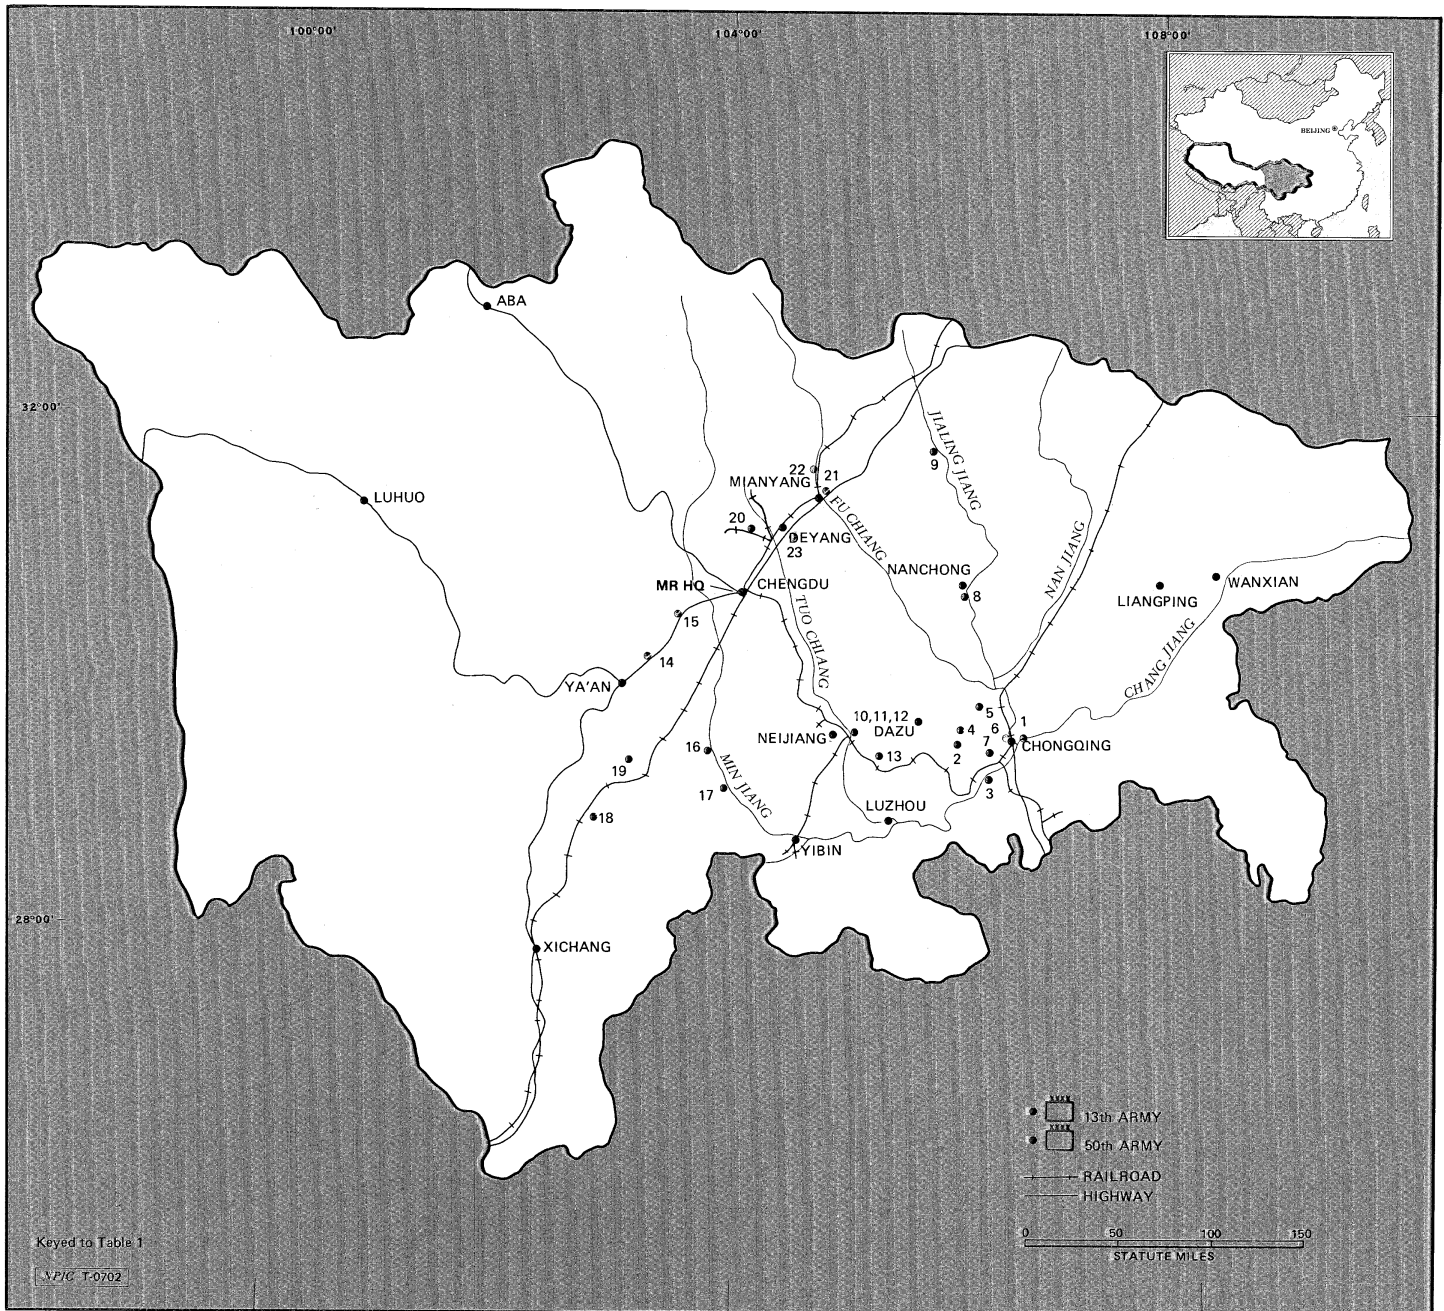 100°00'
104°00'
108°00'
BEIJING
ABA
32°00'
JIALING JIANG
9
22
21
MIANYANG
LUHUO
FU CHIANG
20
DEYANG
23
NAN JIANG
NANCHONG
8
WANXIAN
LIANGPING
MR HQ
CHENGDU
TUO CHIANG
15
14
CHANG JIANG
YA'AN
5
10,11,12
DAZU
4
6
1
NEIJIANG
2
7
CHONGQING
16
MIN JIANG
13
19
17
3
LUZHOU
18
YIBIN
28°00'
XICHANG
XXXX
13th ARMY
XXXX
50th ARMY
RAILROAD
HIGHWAY
0 50 100 150
STATUTE MILES
Keyed to Table 1
NPIC T-0702